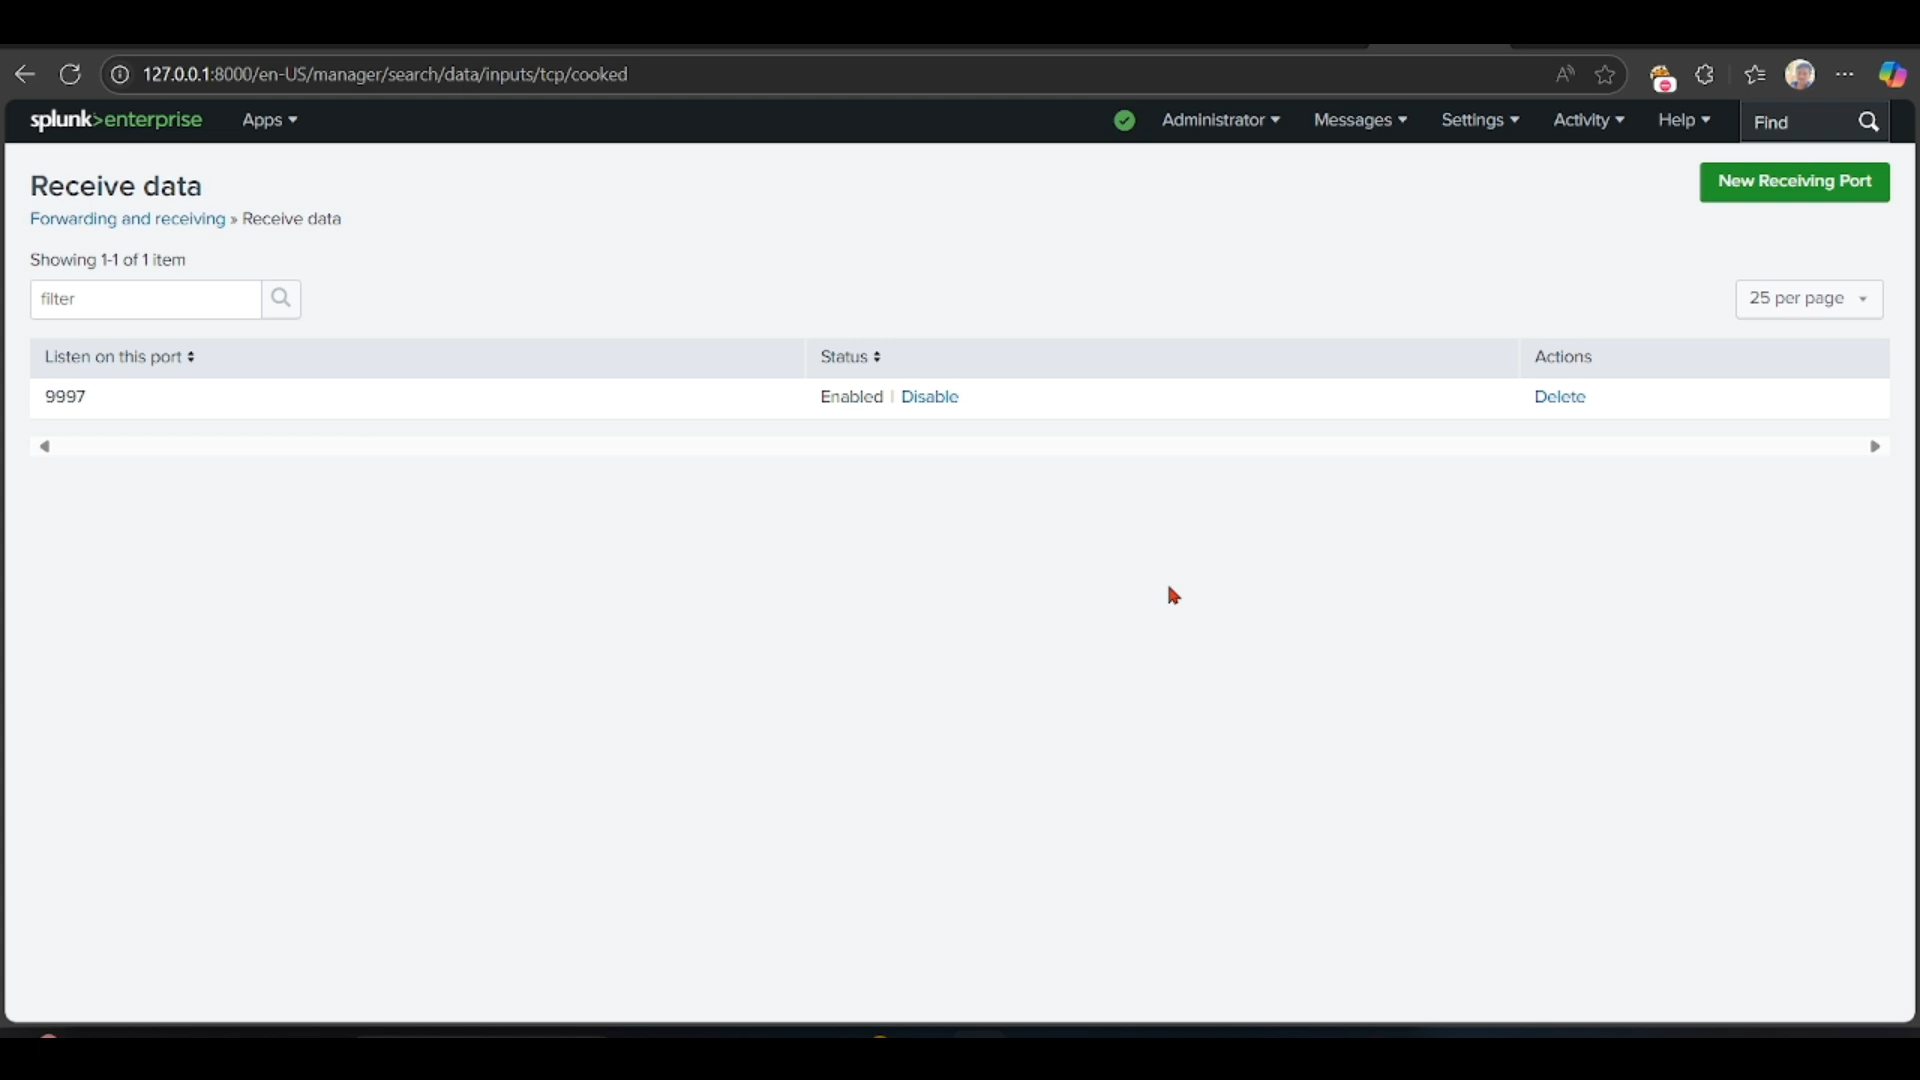 127.0.0.1:8000/en-US/manager/search/data/inputs/tcp/cooked
splunk>enterprise Apps Administrator Messages Settings Activity Help Find
Receive data
New Receiving Port
Forwarding and receiving » Receive data
Showing 1-1 of 1 item
filter
25 per page
Listen on this port Status Actions
9997 Enabled | Disable Delete